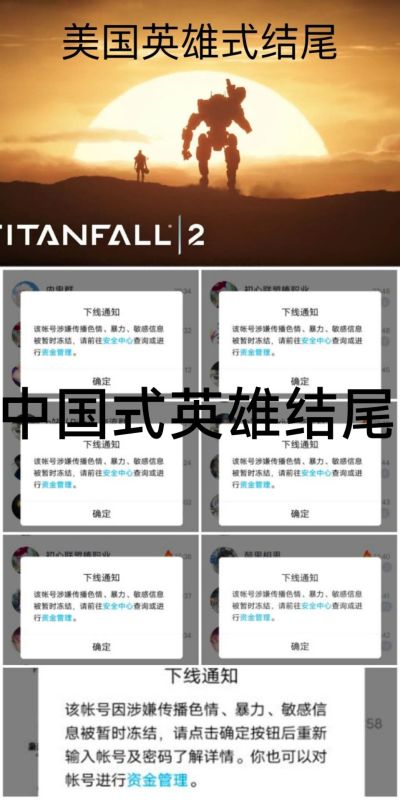 美国英雄式结尾
TITANFALL 2
内鬼群
下线通知
该帐号涉嫌传播色情、暴力、敏感信息
被暂时冻结，请前往安全中心查询或进
行资金管理。
确定
初心联盟榛职业
下线通知
该帐号涉嫌传播色情、暴力、敏感信息
被暂时冻结，请前往安全中心查询或进
行资金管理。
确定
中国式英雄结尾
下线通知
该帐号涉嫌传播色情、暴力、敏感信息
被暂时冻结，请前往安全中心查询或进
行资金管理。
确定
下线通知
该帐号涉嫌传播色情、暴力、敏感信息
被暂时冻结，请前往安全中心查询或进
行资金管理。
确定
下线通知
该帐号涉嫌传播色情、暴力、敏感信息
被暂时冻结，请前往安全中心查询或进
行资金管理。
确定
下线通知
该帐号涉嫌传播色情、暴力、敏感信息
被暂时冻结，请前往安全中心查询或进
行资金管理。
确定
下线通知
该帐号因涉嫌传播色情、暴力、敏感信
息被暂时冻结，请点击确定按钮后重新
输入帐号及密码了解详情。你也可以对
帐号进行资金管理。
58